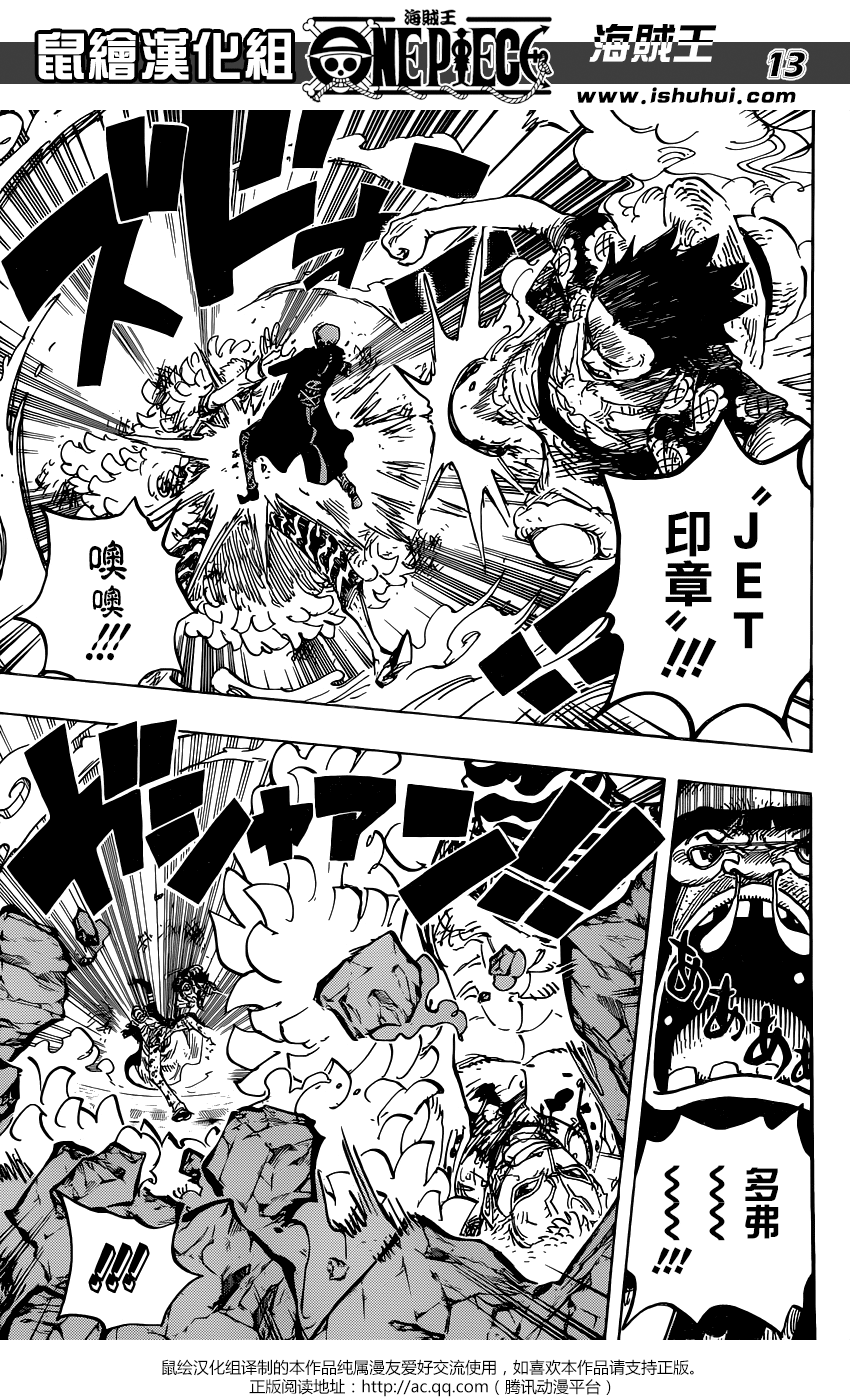 鼠繪漢化組
海賊王
ONE PIECE
海賊王
13
www.ishuhui.com
ズドォン
!!
“JET
印章”!!!
噢
噢
!!!
ガシャアァン!!!
ああああああ
多弗
～～～
～～～
!!!
!!!!
鼠绘汉化组译制的本作品纯属漫友爱好交流使用，如喜欢本作品请支持正版。
正版阅读地址：http://ac.qq.com（腾讯动漫平台）